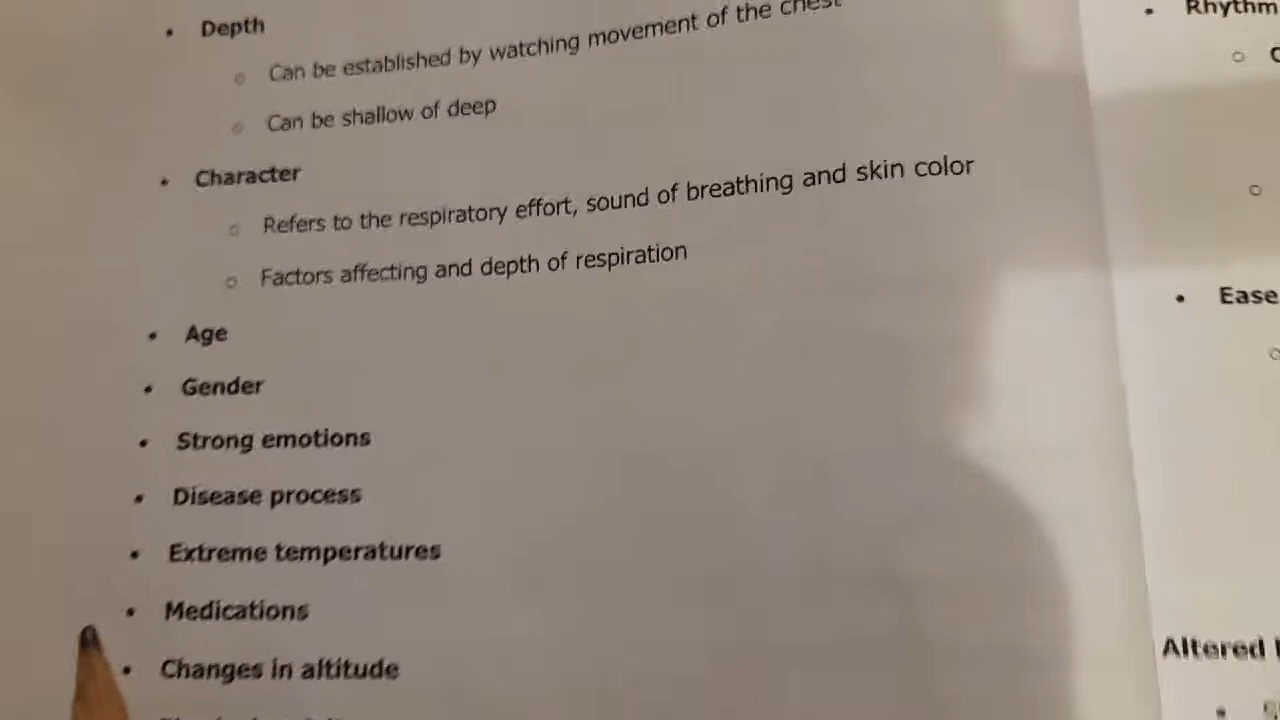 Depth
Can be established by watching movement of the chest
Can be shallow of deep
Character
Refers to the respiratory effort, sound of breathing and skin color
Factors affecting and depth of respiration
Age
Gender
Strong emotions
Disease process
Extreme temperatures
Medications
Changes in altitude
Rhythm
Ease
Altered